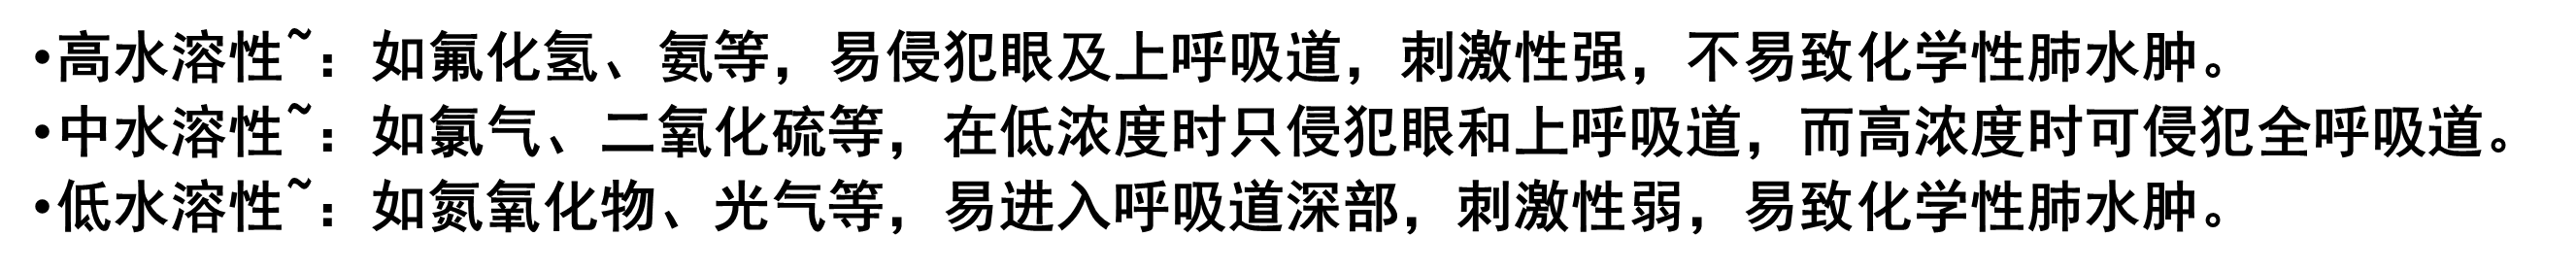 •高水溶性~：如氟化氢、氨等，易侵犯眼及上呼吸道，刺激性强，不易致化学性肺水肿。
•中水溶性~：如氯气、二氧化硫等，在低浓度时只侵犯眼和上呼吸道，而高浓度时可侵犯全呼吸道。
•低水溶性~：如氮氧化物、光气等，易进入呼吸道深部，刺激性弱，易致化学性肺水肿。